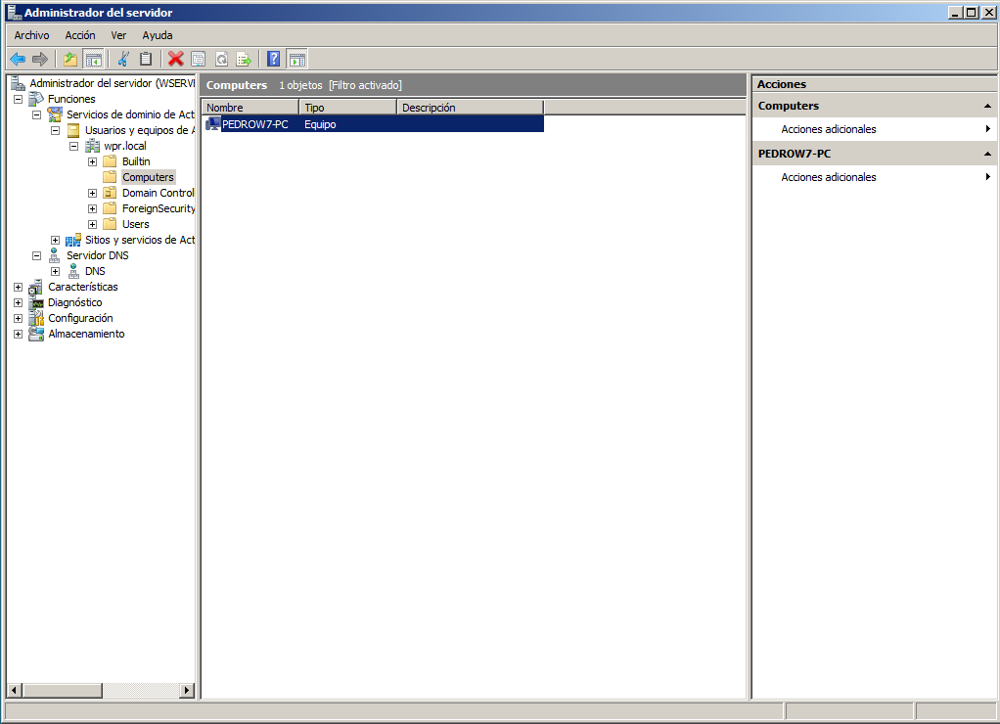 Administrador del servidor
Archivo Acción Ver Ayuda
Administrador del servidor (WSERVI
Funciones
Servicios de dominio de Act
Usuarios y equipos de A
wpr.local
Builtin
Computers
Domain Control
ForeignSecurity
Users
Sitios y servicios de Act
Servidor DNS
DNS
Características
Diagnóstico
Configuración
Almacenamiento
Computers 1 objetos [Filtro activado]
Nombre Tipo Descripción
PEDROW7-PC Equipo
Acciones
Computers
Acciones adicionales
PEDROW7-PC
Acciones adicionales